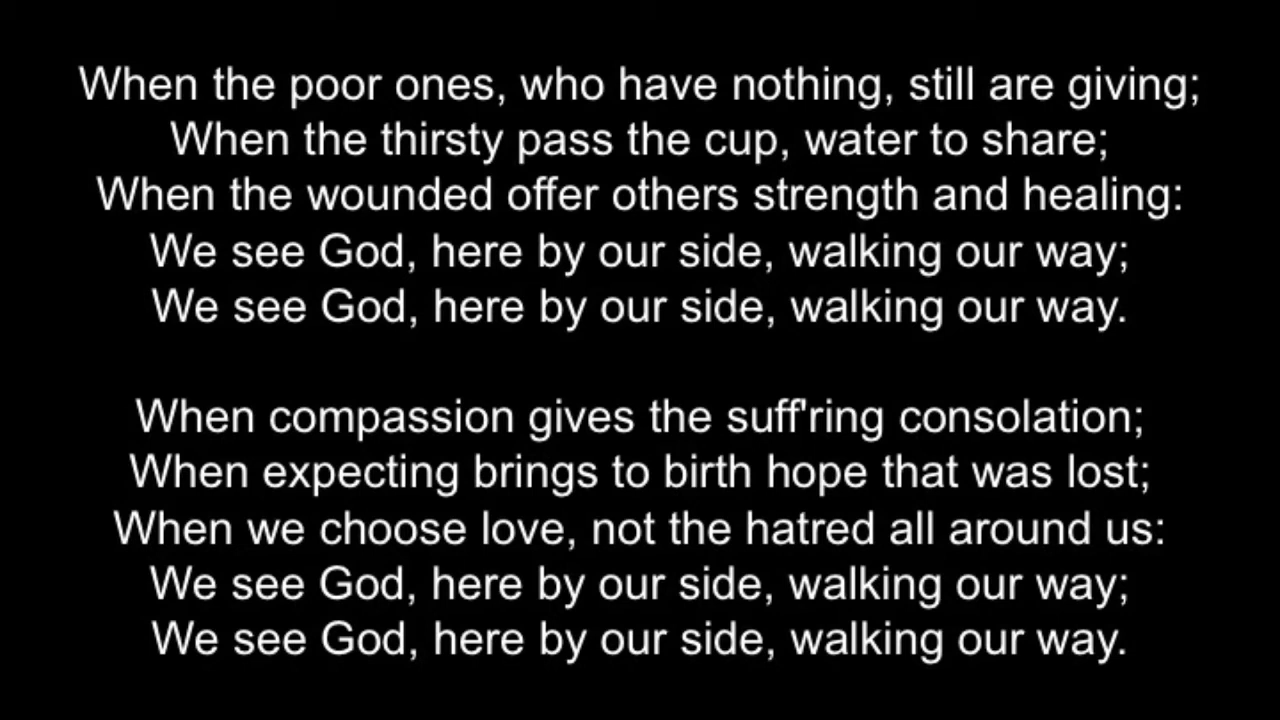 When the poor ones, who have nothing, still are giving;
When the thirsty pass the cup, water to share;
When the wounded offer others strength and healing:
We see God, here by our side, walking our way;
We see God, here by our side, walking our way.
When compassion gives the suff'ring consolation;
When expecting brings to birth hope that was lost;
When we choose love, not the hatred all around us:
We see God, here by our side, walking our way;
We see God, here by our side, walking our way.